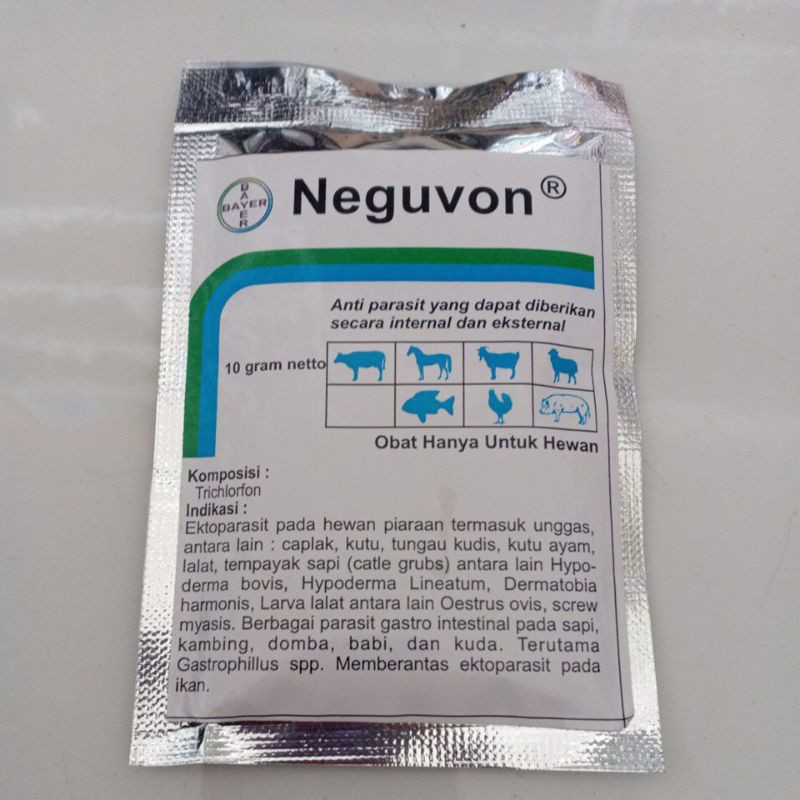 BAYER
BAYER
Neguvon®
Anti parasit yang dapat diberikan
secara internal dan eksternal
10 gram netto
Obat Hanya Untuk Hewan
Komposisi :
Trichlorfon
Indikasi :
Ektoparasit pada hewan piaraan termasuk unggas,
antara lain : caplak, kutu, tungau kudis, kutu ayam,
lalat, tempayak sapi (catle grubs) antara lain Hypo-
derma bovis, Hypoderma Lineatum, Dermatobia
harmonis, Larva lalat antara lain Oestrus ovis, screw
myasis. Berbagai parasit gastro intestinal pada sapi,
kambing, domba, babi, dan kuda. Terutama
Gastrophillus spp. Memberantas ektoparasit pada
ikan.